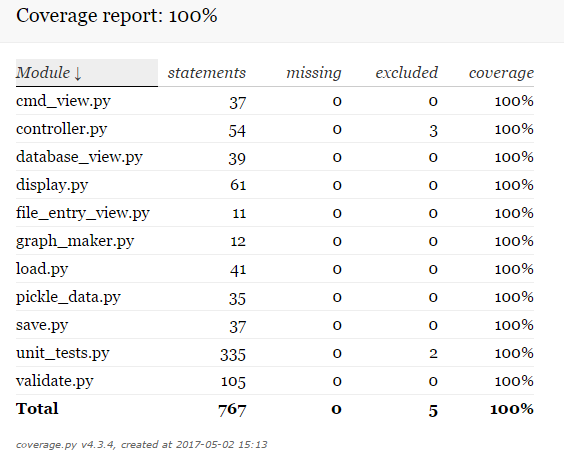 Coverage report: 100%
Module ↓ statements missing excluded coverage
cmd_view.py 37 0 0 100%
controller.py 54 0 3 100%
database_view.py 39 0 0 100%
display.py 61 0 0 100%
file_entry_view.py 11 0 0 100%
graph_maker.py 12 0 0 100%
load.py 41 0 0 100%
pickle_data.py 35 0 0 100%
save.py 37 0 0 100%
unit_tests.py 335 0 2 100%
validate.py 105 0 0 100%
Total 767 0 5 100%
coverage.py v4.3.4, created at 2017-05-02 15:13